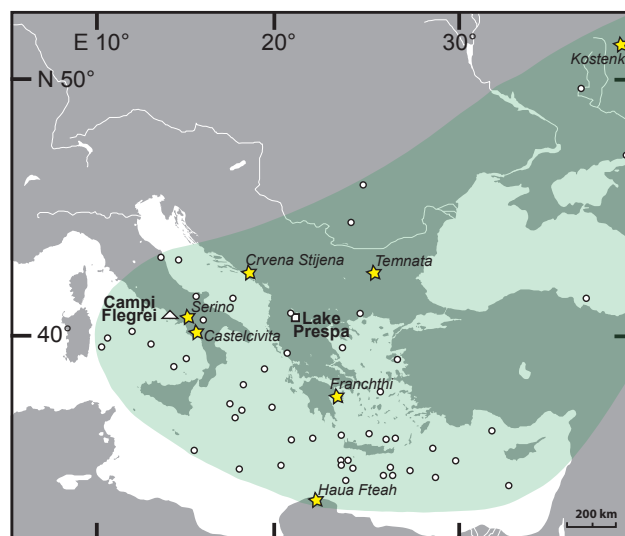 E 10°
20°
30°
N 50°
Kostenk
Crvena Stijena
Temnata
Campi
Flegrei
Serino
Lake
Prespa
Castelcivita
40°
Franchthi
Haua Fteah
200 km